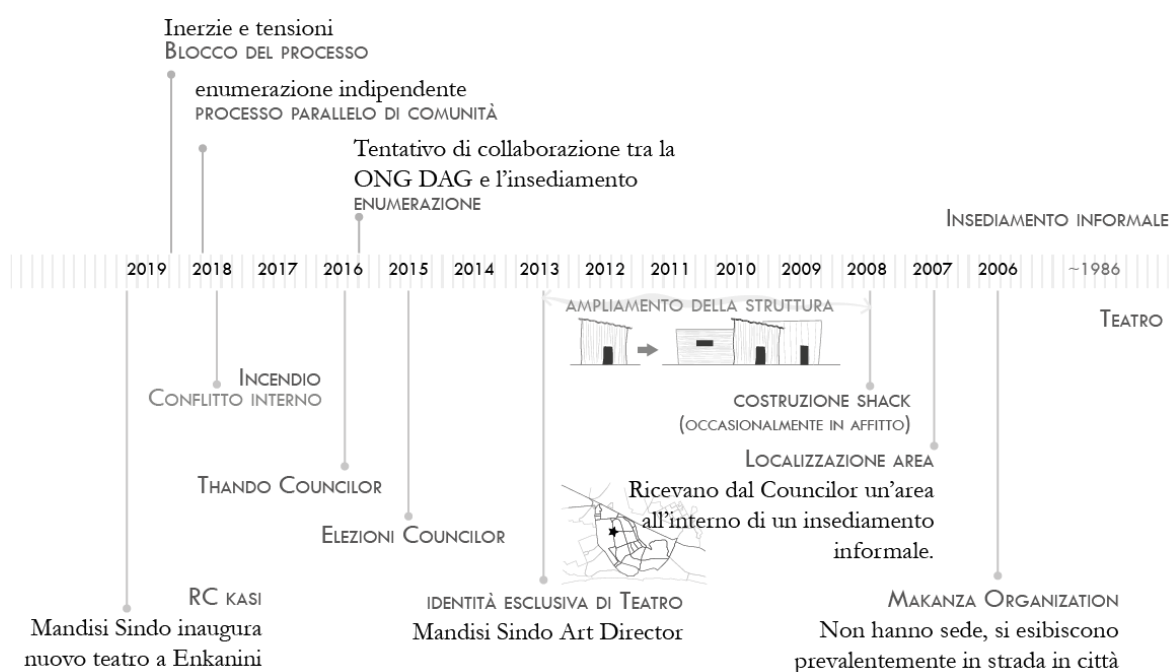 Inerzie e tensioni
Blocco del processo
enumerazione indipendente
processo parallelo di comunità
Tentativo di collaborazione tra la
ONG DAG e l’insediamento
enumerazione
Insediamento informale
2019 2018 2017 2016 2015 2014 2013 2012 2011 2010 2009 2008 2007 2006 ~1986
Teatro
ampliamento della struttura
Incendio
Conflitto interno
costruzione shack
(occasionalmente in affitto)
Localizzazione area
Ricevano dal Councilor un’area
all’interno di un insediamento
informale.
Thando Councilor
Elezioni Councilor
RC kasi
Mandisi Sindo inaugura
nuovo teatro a Enkanini
identità esclusiva di Teatro
Mandisi Sindo Art Director
Makanza Organization
Non hanno sede, si esibiscono
prevalentemente in strada in città